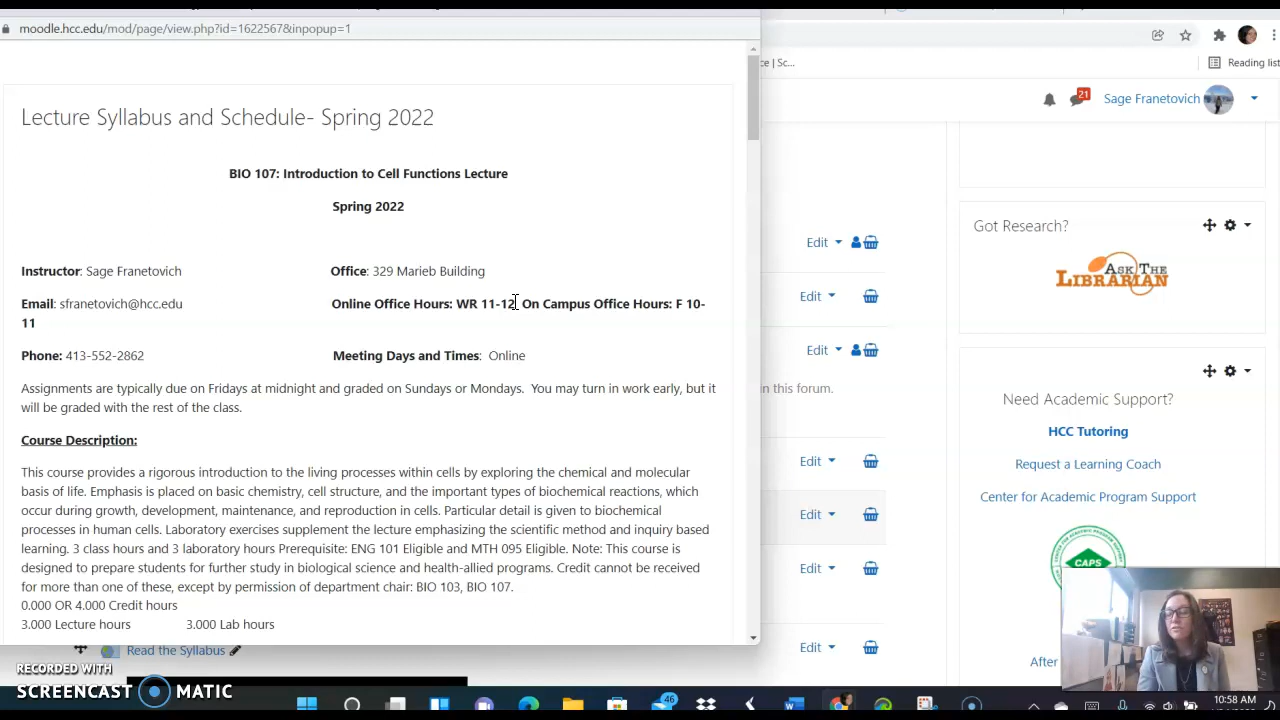 moodle.hcc.edu/mod/page/view.php?id=1622567&inpopup=1
ce | Sc...
Reading list
21
Sage Franetovich
Lecture Syllabus and Schedule- Spring 2022
BIO 107: Introduction to Cell Functions Lecture
Spring 2022
Instructor: Sage Franetovich Office: 329 Marieb Building
Email: sfranetovich@hcc.edu Online Office Hours: WR 11-12, On Campus Office Hours: F 10-
11
Phone: 413-552-2862 Meeting Days and Times: Online
Assignments are typically due on Fridays at midnight and graded on Sundays or Mondays. You may turn in work early, but it
will be graded with the rest of the class.
Course Description:
This course provides a rigorous introduction to the living processes within cells by exploring the chemical and molecular
basis of life. Emphasis is placed on basic chemistry, cell structure, and the important types of biochemical reactions, which
occur during growth, development, maintenance, and reproduction in cells. Particular detail is given to biochemical
processes in human cells. Laboratory exercises supplement the lecture emphasizing the scientific method and inquiry based
learning. 3 class hours and 3 laboratory hours Prerequisite: ENG 101 Eligible and MTH 095 Eligible. Note: This course is
designed to prepare students for further study in biological science and health-allied programs. Credit cannot be received
for more than one of these, except by permission of department chair: BIO 103, BIO 107.
0.000 OR 4.000 Credit hours
3.000 Lecture hours 3.000 Lab hours
Read the Syllabus
Edit
Edit
Edit
in this forum.
Edit
Edit
Edit
Edit
Got Research?
ASK THE
LIBRARIAN
Need Academic Support?
HCC Tutoring
Request a Learning Coach
Center for Academic Program Support
CAPS
After
RECORDED WITH
SCREENCAST MATIC
46
10:58 AM